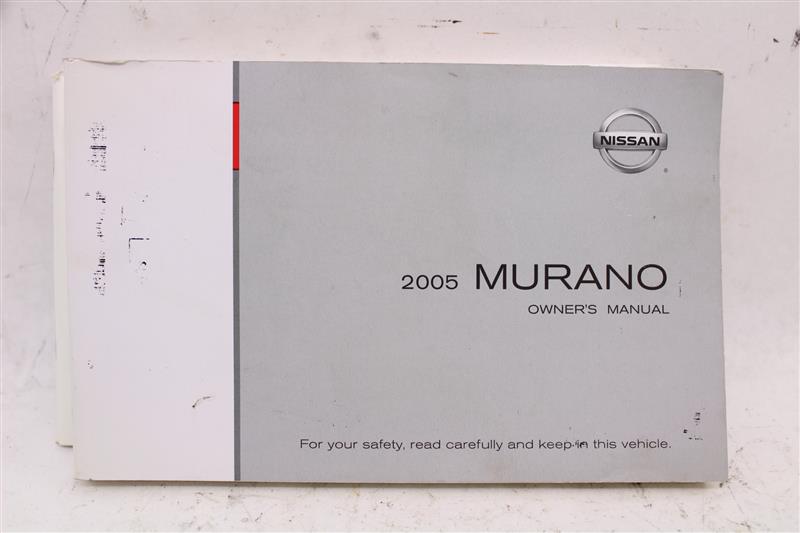 NISSAN
2005 MURANO
OWNER'S MANUAL
For your safety, read carefully and keep in this vehicle.